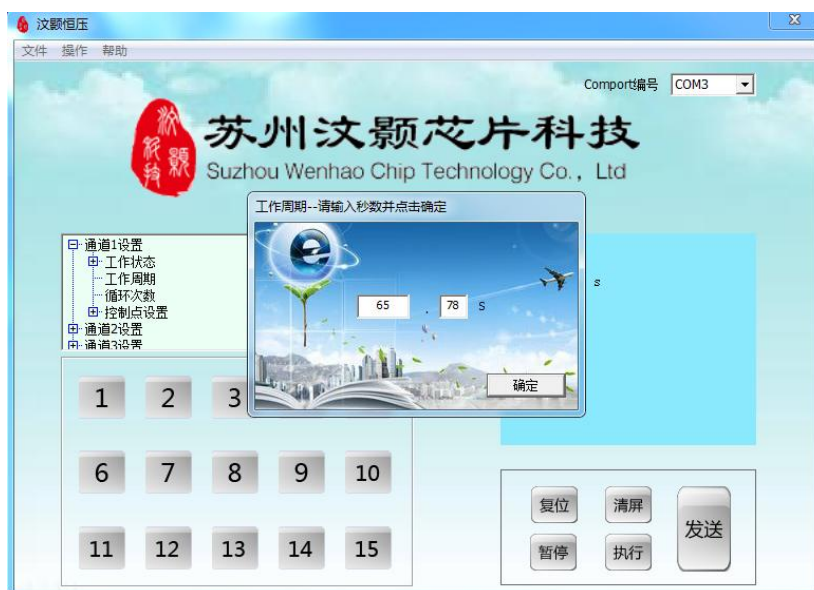 汶颢恒压
文件 操作 帮助
Comport编号 COM3
汶颢科技
苏州汶颢芯片科技
Suzhou Wenhao Chip Technology Co., Ltd
工作周期--请输入秒数并点击确定
65 . 78 s
确定
通道1设置
工作状态
工作周期
循环次数
控制点设置
通道2设置
通道3设置
s
1 2 3
6 7 8 9 10
11 12 13 14 15
复位 清屏
发送
暂停 执行